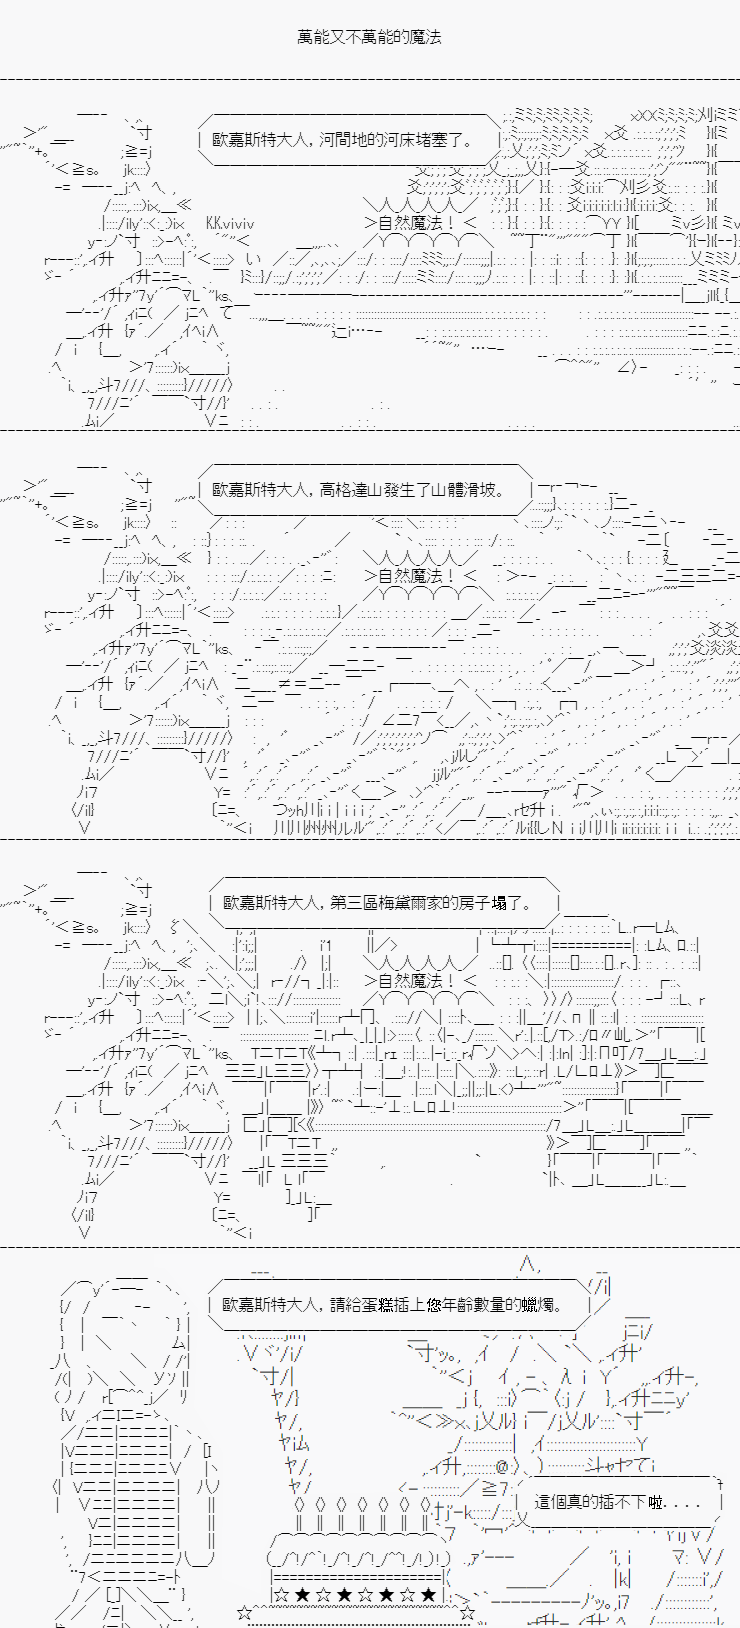 萬能又不萬能的魔法
歐嘉斯特大人，河間地的河床堵塞了。
＞自然魔法！＜
歐嘉斯特大人，高格達山發生了山體滑坡。
＞自然魔法！＜
歐嘉斯特大人，第三區梅黛爾家的房子塌了。
＞自然魔法！＜
歐嘉斯特大人，請給蛋糕插上您年齡數量的蠟燭。
這個真的插不下啦．．．．